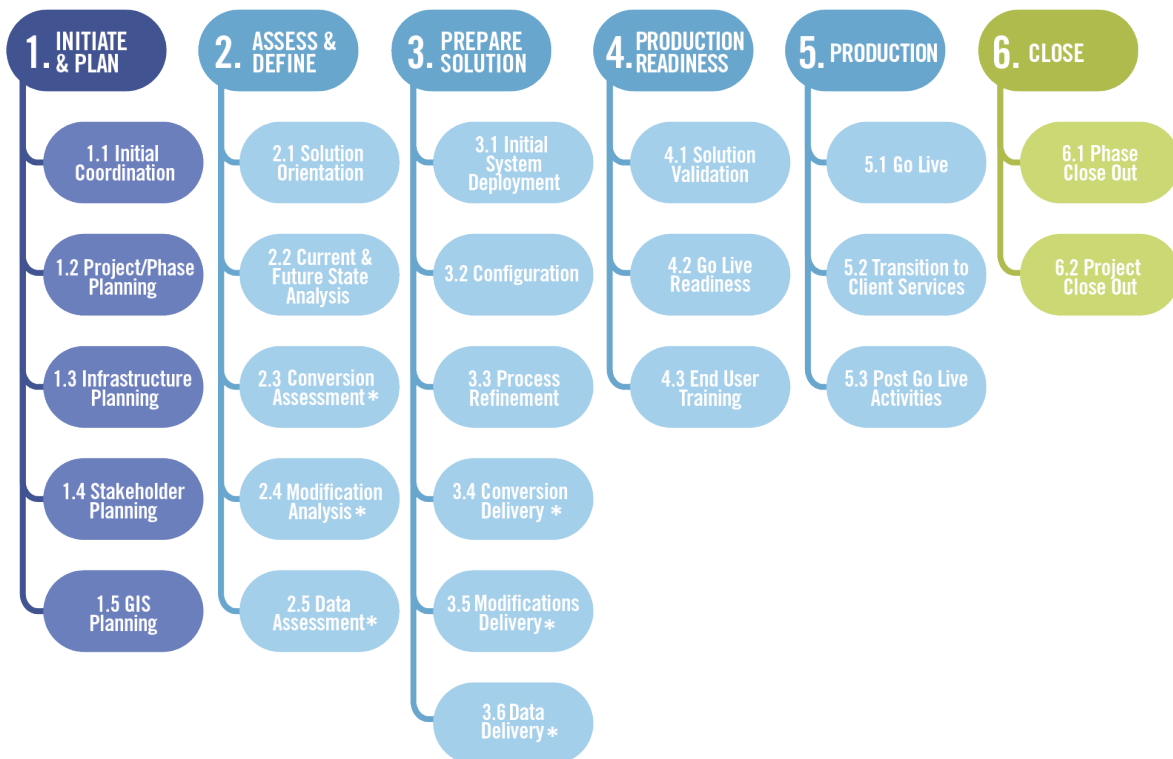 1. INITIATE
& PLAN
1.1 Initial
Coordination
1.2 Project/Phase
Planning
1.3 Infrastructure
Planning
1.4 Stakeholder
Planning
1.5 GIS
Planning
2. ASSESS &
DEFINE
2.1 Solution
Orientation
2.2 Current &
Future State
Analysis
2.3 Conversion
Assessment*
2.4 Modification
Analysis*
2.5 Data
Assessment*
3. PREPARE
SOLUTION
3.1 Initial
System
Deployment
3.2 Configuration
3.3 Process
Refinement
3.4 Conversion
Delivery *
3.5 Modifications
Delivery*
3.6 Data
Delivery*
4. PRODUCTION
READINESS
4.1 Solution
Validation
4.2 Go Live
Readiness
4.3 End User
Training
5. PRODUCTION
5.1 Go Live
5.2 Transition to
Client Services
5.3 Post Go Live
Activities
6. CLOSE
6.1 Phase
Close Out
6.2 Project
Close Out